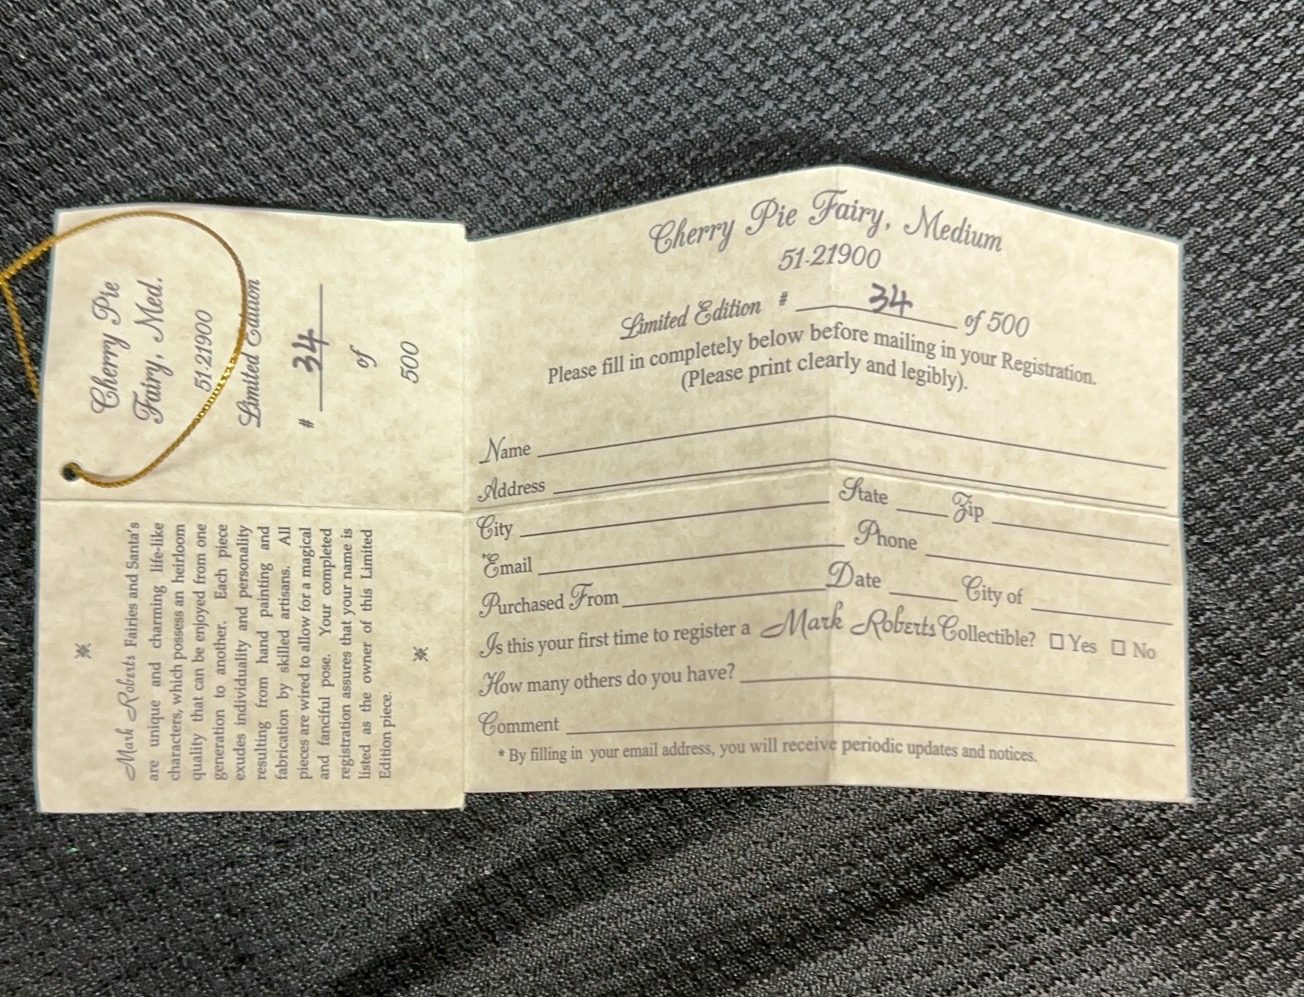 Cherry Pie
Fairy, Med.
51-21900
Limited Edition
# 34
of
500
Mark Roberts Fairies and Santa's
are unique and charming life-like
characters, which possess an heirloom
quality that can be enjoyed from one
generation to another. Each piece
exudes individuality and personality
resulting from hand painting and
fabrication by skilled artisans. All
pieces are wired to allow for a magical
and fanciful pose. Your completed
registration assures that your name is
listed as the owner of this Limited
Edition piece.
Cherry Pie Fairy, Medium
51-21900
Limited Edition # 34 of 500
Please fill in completely below before mailing in your Registration.
(Please print clearly and legibly).
Name
Address
City State Zip
*Email Phone
Purchased From Date City of
Is this your first time to register a Mark Roberts Collectible? ☐ Yes ☐ No
How many others do you have?
Comment
* By filling in your email address, you will receive periodic updates and notices.